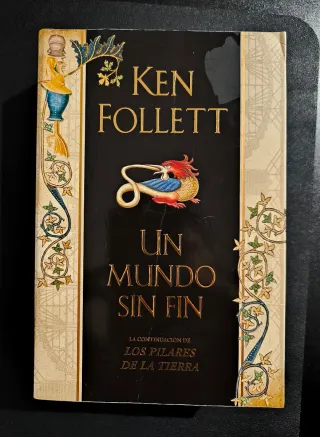 KEN
FOLLETT
UN
MUNDO
SIN FIN
LA CONTINUACIÓN DE
LOS PILARES
DE LA TIERRA